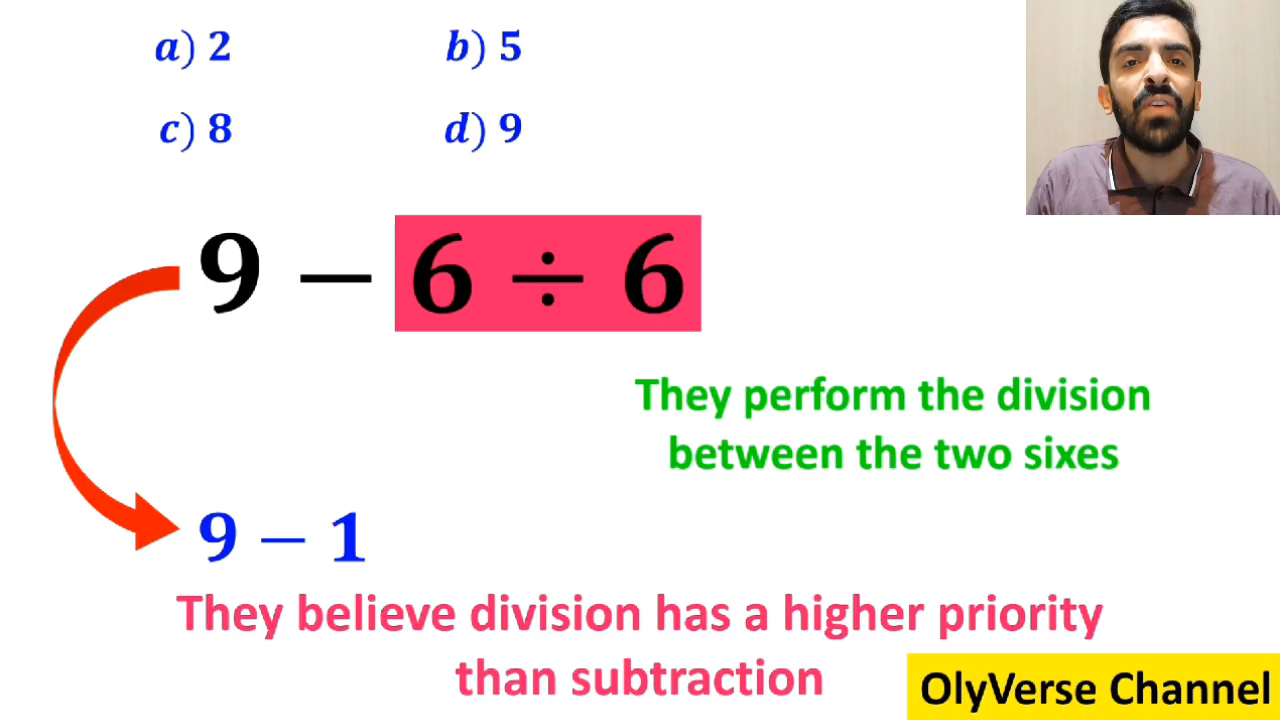 a) 2 b) 5
c) 8 d) 9
9 − 6 ÷ 6
They perform the division
between the two sixes
9 − 1
They believe division has a higher priority
than subtraction
OlyVerse Channel